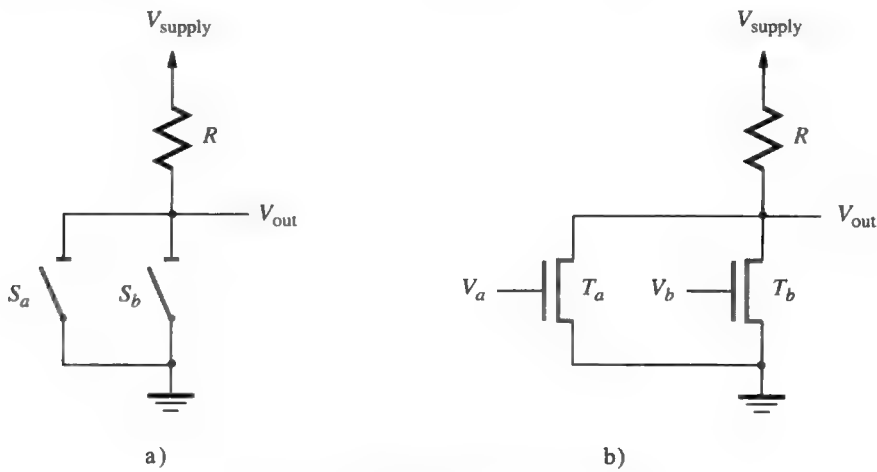 V_supply
R
V_out
S_a
S_b
a)
V_supply
R
V_out
V_a
T_a
V_b
T_b
b)